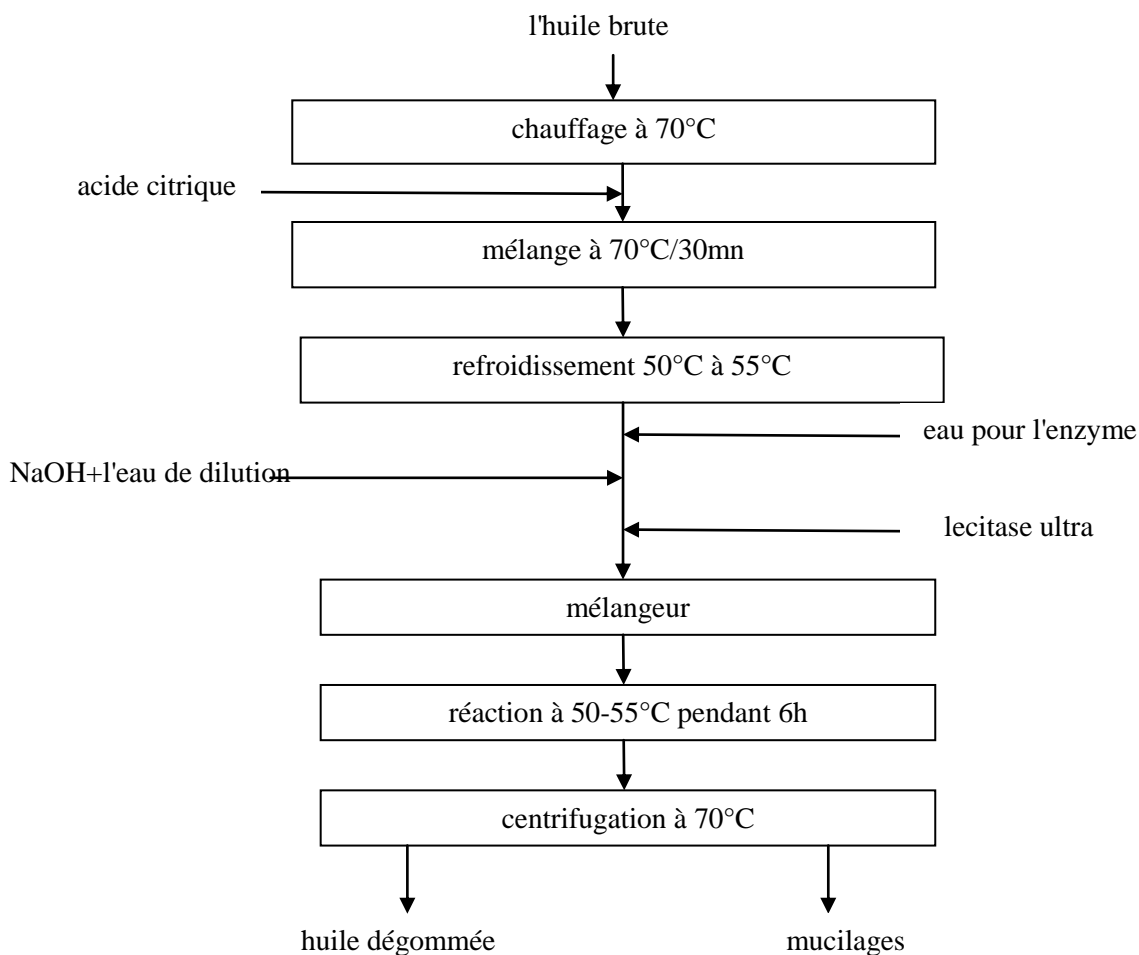 l'huile brute
chauffage à 70°C
acide citrique
mélange à 70°C/30mn
refroidissement 50°C à 55°C
eau pour l'enzyme
NaOH+l'eau de dilution
lecitase ultra
mélangeur
réaction à 50-55°C pendant 6h
centrifugation à 70°C
huile dégommée
mucilages